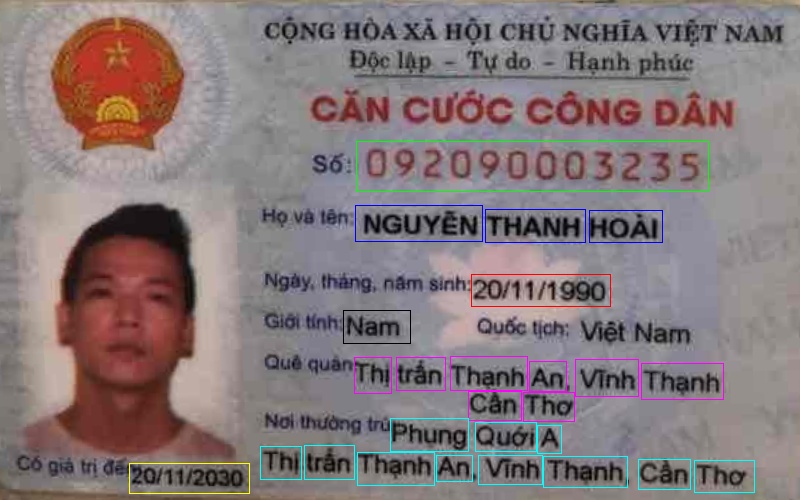 CỘNG HÒA XÃ HỘI CHỦ NGHĨA VIỆT NAM
Độc lập - Tự do - Hạnh phúc
CĂN CƯỚC CÔNG DÂN
Số: 092090003235
Họ và tên: NGUYỄN THANH HOÀI
Ngày, tháng, năm sinh: 20/11/1990
Giới tính: Nam Quốc tịch: Việt Nam
Quê quán: Thị trấn Thạnh An, Vĩnh Thạnh
Cần Thơ
Nơi thường trú: Phụng Quới A
Thị trấn Thạnh An, Vĩnh Thạnh, Cần Thơ
Có giá trị đến 20/11/2030